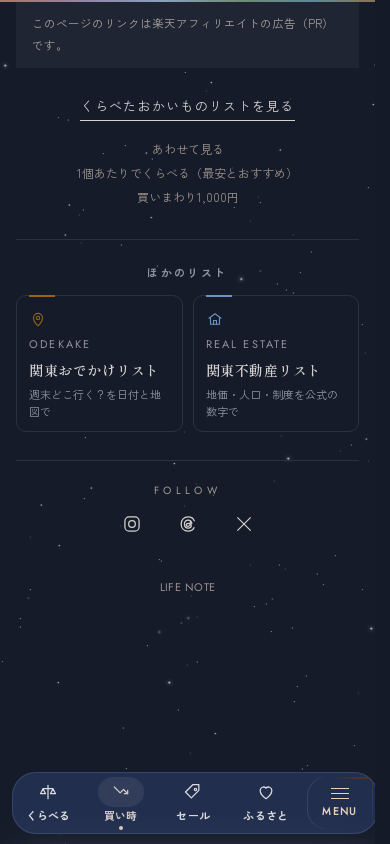 このページのリンクは楽天アフィリエイトの広告（PR）
です。
くらべたおかいものリストを見る
あわせて見る
1個あたりでくらべる（最安とおすすめ）
買いまわり1,000円
ほかのリスト
ODEKAKE
関東おでかけリスト
週末どこ行く？を日付と地
図で
REAL ESTATE
関東不動産リスト
地価・人口・制度を公式の
数字で
FOLLOW
LIFE NOTE
くらべる
買い時
セール
ふるさと
MENU